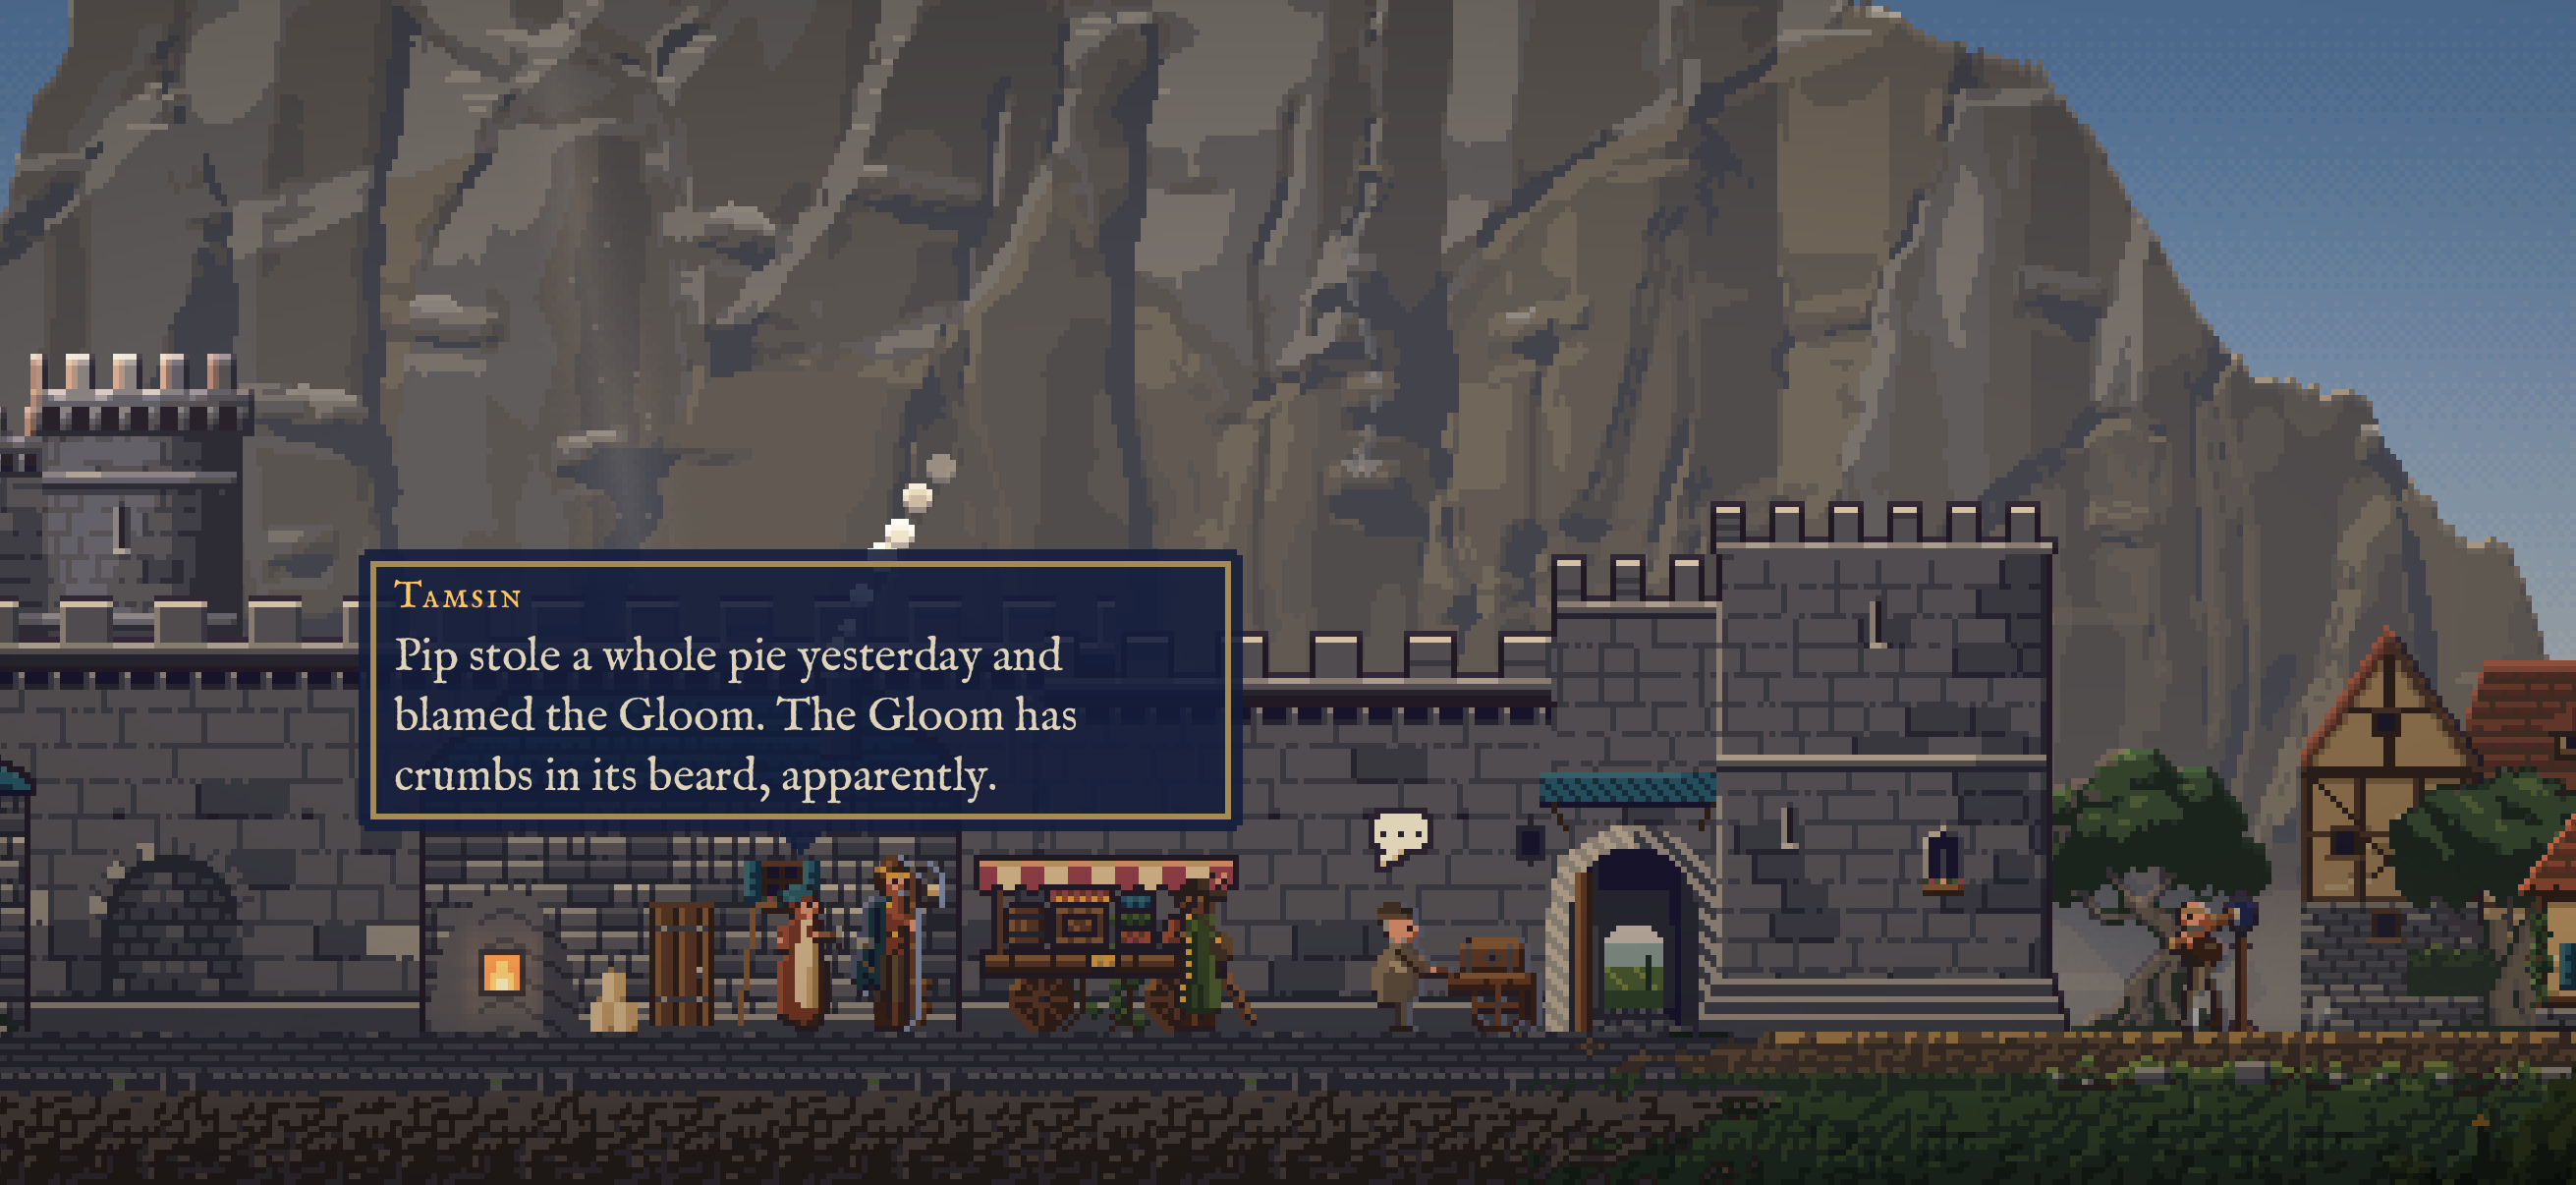 Tamsin
Pip stole a whole pie yesterday and
blamed the Gloom. The Gloom has
crumbs in its beard, apparently.